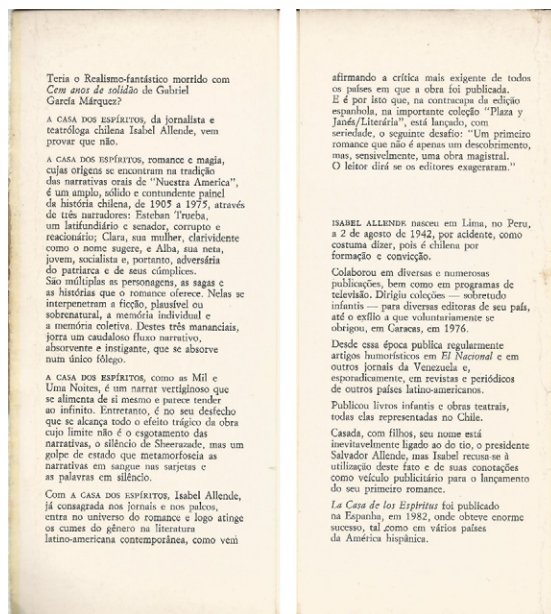 Teria o Realismo-fantástico morrido com
Cem anos de solidão de Gabriel
García Márquez?
A CASA DOS ESPÍRITOS, da jornalista e
teatróloga chilena Isabel Allende, vem
provar que não.
A CASA DOS ESPÍRITOS, romance e magia,
cujas origens se encontram na tradição
das narrativas orais de "Nuestra America",
é um amplo, sólido e contundente painel
da história chilena, de 1905 a 1975, através
de três narradores: Esteban Trueba,
um latifundiário e senador, corrupto e
reacionário; Clara, sua mulher, clarividente
como o nome sugere, e Alba, sua neta,
jovem, socialista e, portanto, adversária
do patriarca e de seus cúmplices.
São múltiplas as personagens, as sagas e
as histórias que o romance oferece. Nelas se
interpenetram a ficção, plausível ou
sobrenatural, a memória individual e
a memória coletiva. Destes três mananciais,
jorra um caudaloso fluxo narrativo,
absorvente e instigante, que se absorve
num único fôlego.
A CASA DOS ESPÍRITOS, como as Mil e
Uma Noites, é um narrar vertiginoso que
se alimenta de si mesmo e parece tender
ao infinito. Entretanto, é no seu desfecho
que se alcança todo o efeito trágico da obra
cujo limite não é o esgotamento das
narrativas, o silêncio de Sheerazade, mas um
golpe de estado que metamorfoseia as
narrativas em sangue nas sarjetas e
as palavras em silêncio.
Com A CASA DOS ESPÍRITOS, Isabel Allende,
já consagrada nos jornais e nos palcos,
entra no universo do romance e logo atinge
os cumes do gênero na literatura
latino-americana contemporânea, como vem
afirmando a crítica mais exigente de todos
os países em que a obra foi publicada.
E é por isto que, na contracapa da edição
espanhola, na importante coleção "Plaza y
Janés/Literária", está lançado, com
seriedade, o seguinte desafio: "Um primeiro
romance que não é apenas um descobrimento,
mas, sensivelmente, uma obra magistral.
O leitor dirá se os editores exageraram."
ISABEL ALLENDE nasceu em Lima, no Peru,
a 2 de agosto de 1942, por acidente, como
costuma dizer, pois é chilena por
formação e convicção.
Colaborou em diversas e numerosas
publicações, bem como em programas de
televisão. Dirigiu coleções — sobretudo
infantis — para diversas editoras de seu país,
até o exílio a que voluntariamente se
obrigou, em Caracas, em 1976.
Desde essa época publica regularmente
artigos humorísticos em El Nacional e em
outros jornais da Venezuela e,
esporadicamente, em revistas e periódicos
de outros países latino-americanos.
Publicou livros infantis e obras teatrais,
todas elas representadas no Chile.
Casada, com filhos, seu nome está
inevitavelmente ligado ao do tio, o presidente
Salvador Allende, mas Isabel recusa-se à
utilização deste fato e de suas conotações
como veículo publicitário para o lançamento
do seu primeiro romance.
La Casa de los Espíritus foi publicado
na Espanha, em 1982, onde obteve enorme
sucesso, tal como em vários países
da América hispânica.